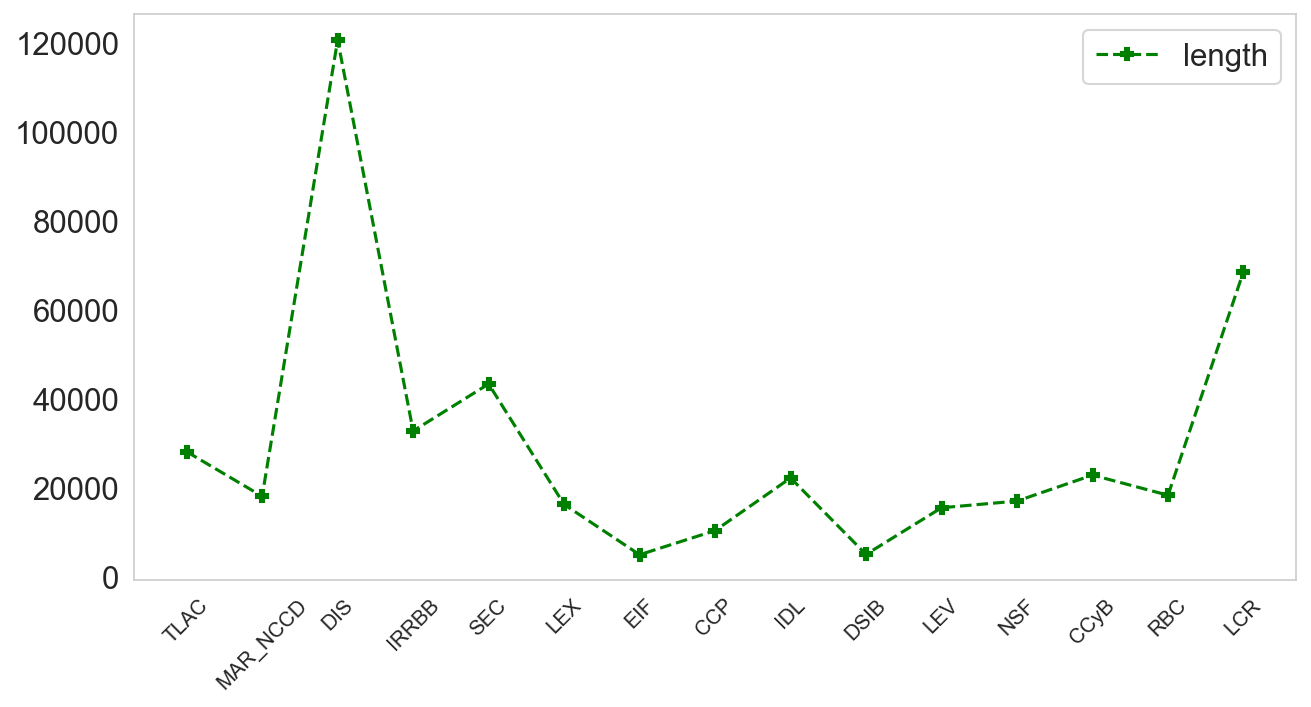 120000
100000
80000
60000
40000
20000
0
length
TLAC
MAR_NCCD
DIS
IRRBB
SEC
LEX
EIF
CCP
IDL
DSIB
LEV
NSF
CCyB
RBC
LCR